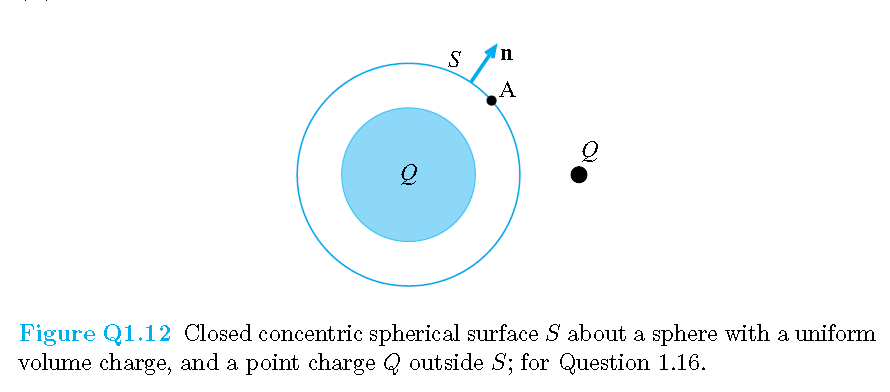 S
n
A
Q
Q
Figure Q1.12 Closed concentric spherical surface S about a sphere with a uniform
volume charge, and a point charge Q outside S; for Question 1.16.